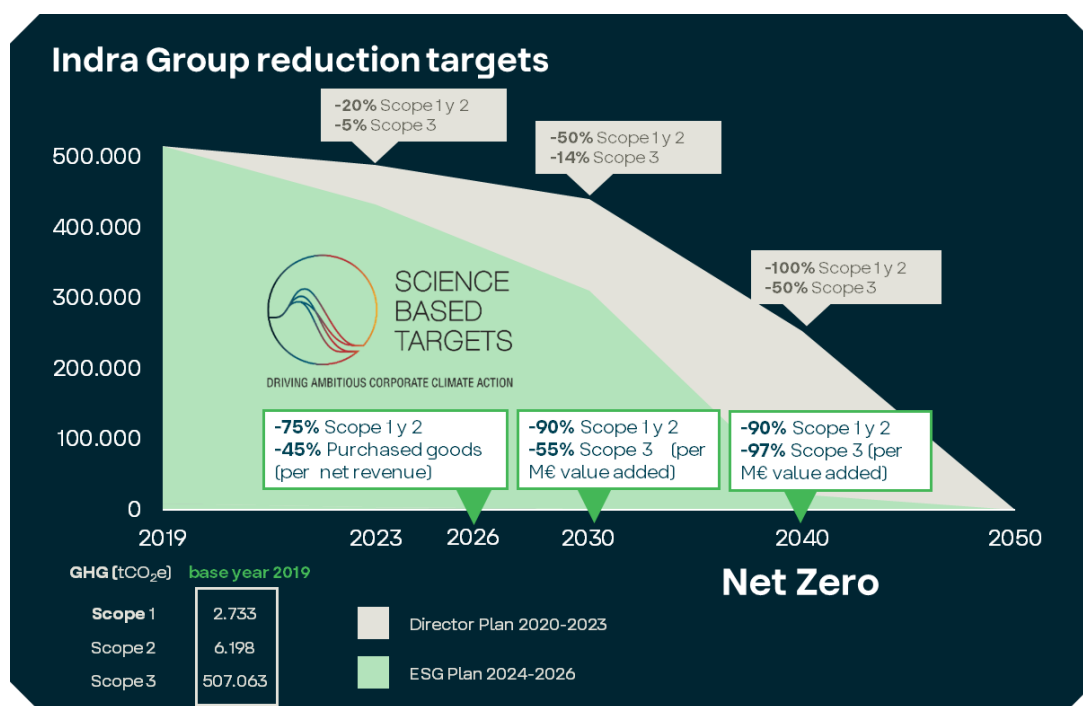 Indra Group reduction targets
-20% Scope 1 y 2
-5% Scope 3
-50% Scope 1 y 2
-14% Scope 3
-100% Scope 1 y 2
-50% Scope 3
500.000
400.000
300.000
200.000
100.000
0
SCIENCE
BASED
TARGETS
DRIVING AMBITIOUS CORPORATE CLIMATE ACTION
-75% Scope 1 y 2
-45% Purchased goods
(per net revenue)
-90% Scope 1 y 2
-55% Scope 3 (per
M€ value added)
-90% Scope 1 y 2
-97% Scope 3 (per
M€ value added)
2019 2023 2026 2030 2040 2050
Net Zero
GHG (tCO₂e) base year 2019
Scope 1 2.733
Scope 2 6.198
Scope 3 507.063
Director Plan 2020-2023
ESG Plan 2024-2026